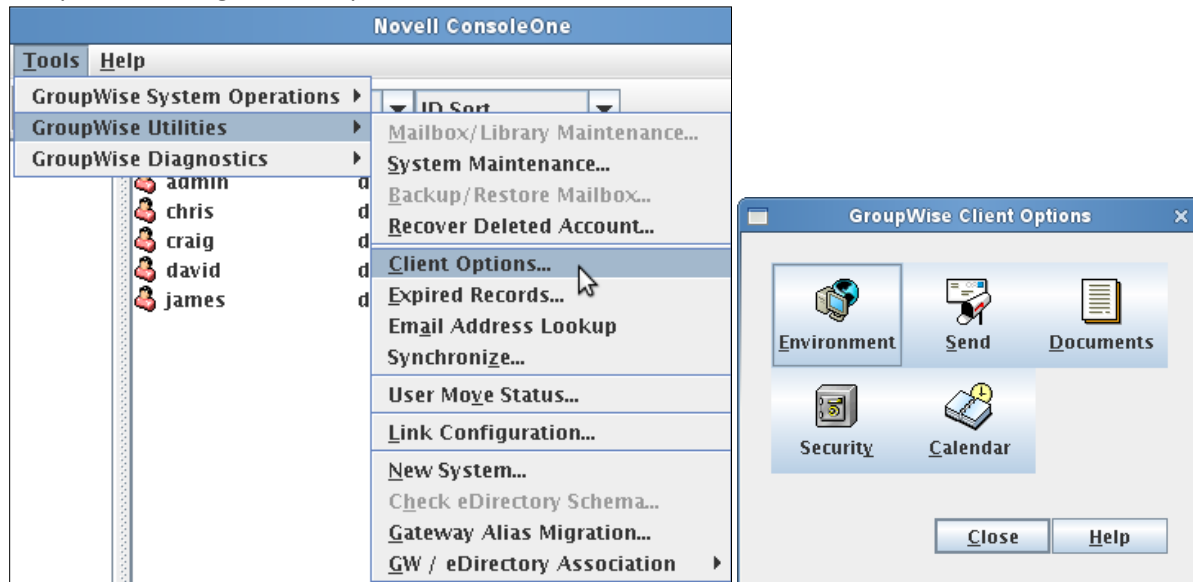 Novell ConsoleOne
Tools Help
GroupWise System Operations
GroupWise Utilities
GroupWise Diagnostics
ID Sort
admin d
chris d
craig d
david d
james d
Mailbox/Library Maintenance...
System Maintenance...
Backup/Restore Mailbox...
Recover Deleted Account...
Client Options...
Expired Records...
Email Address Lookup
Synchronize...
User Move Status...
Link Configuration...
New System...
Check eDirectory Schema...
Gateway Alias Migration...
GW / eDirectory Association
GroupWise Client Options
Environment Send Documents
Security Calendar
Close Help